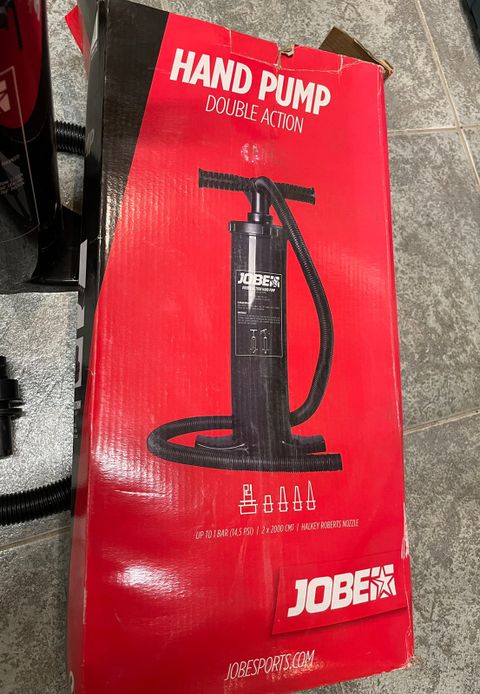 HAND PUMP
DOUBLE ACTION
JOBE
UP TO 1 BAR (14,5 PSI) | 2 x 2000 CM³ | HALKEY ROBERTS NOZZLE
JOBE
JOBESPORTS.COM